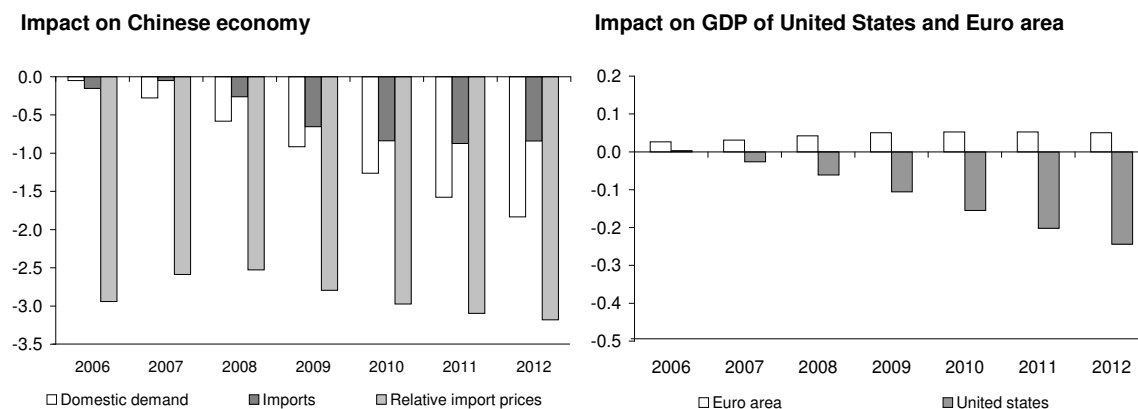 Impact on Chinese economy
0.0
-0.5
-1.0
-1.5
-2.0
-2.5
-3.0
-3.5
2006 2007 2008 2009 2010 2011 2012
Domestic demand Imports Relative import prices
Impact on GDP of United States and Euro area
0.2
0.1
0.0
-0.1
-0.2
-0.3
-0.4
-0.5
2006 2007 2008 2009 2010 2011 2012
Euro area United states